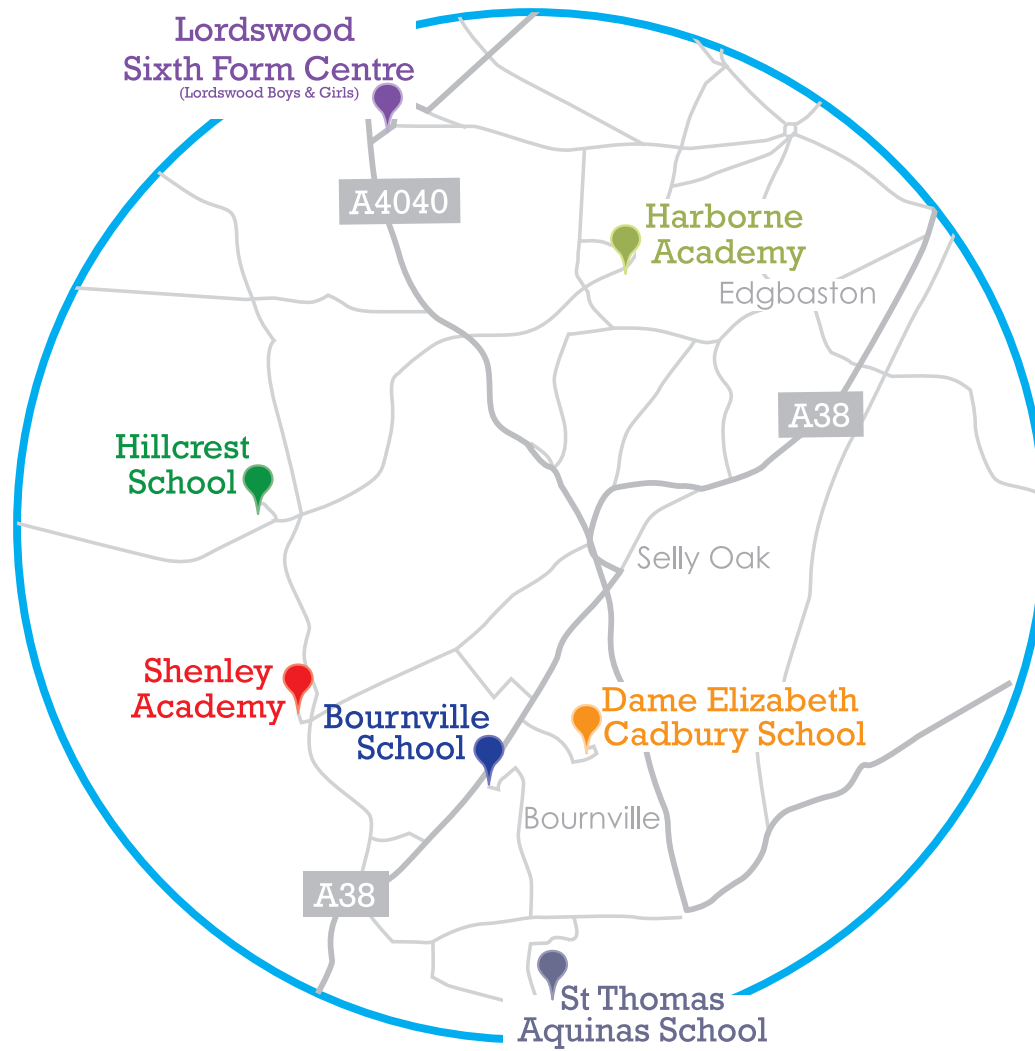 Lordswood
Sixth Form Centre
(Lordswood Boys & Girls)
A4040
Harborne
Academy
Edgbaston
A38
Hillcrest
School
Selly Oak
Shenley
Academy
Bournville
School
Dame Elizabeth
Cadbury School
Bournville
A38
St Thomas
Aquinas School